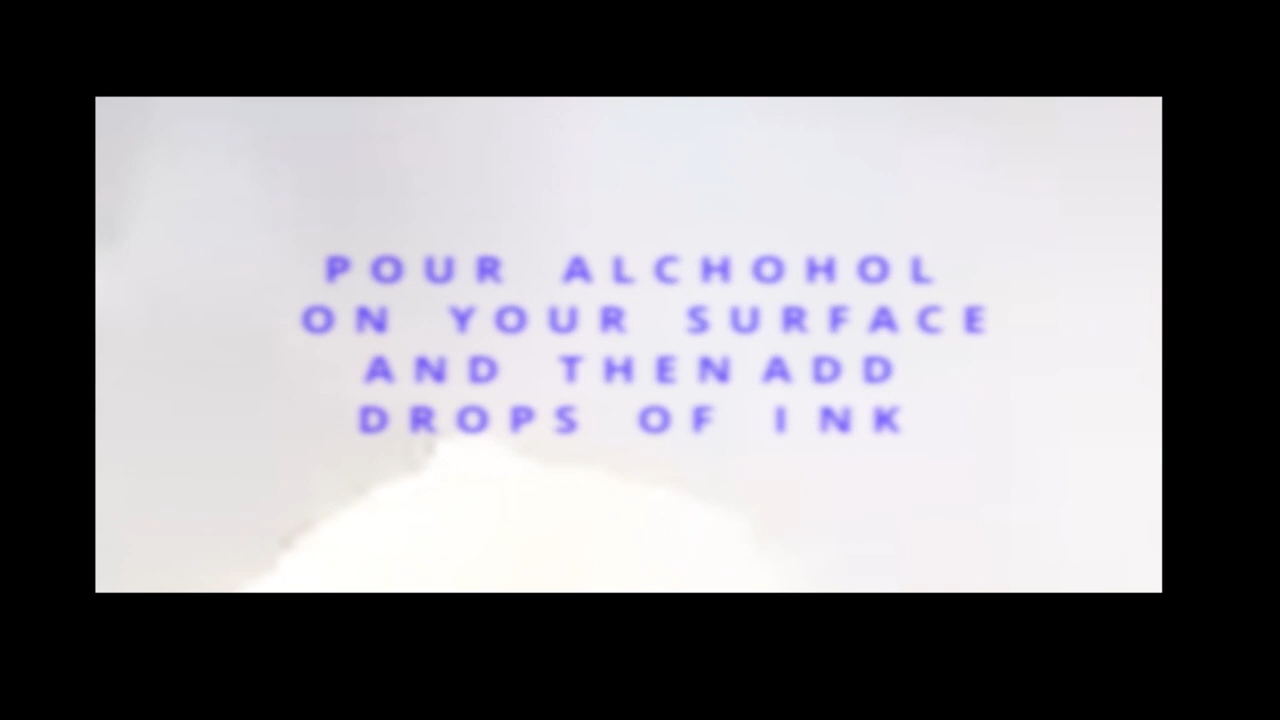 POUR ALCHOHOL
ON YOUR SURFACE
AND THEN ADD
DROPS OF INK